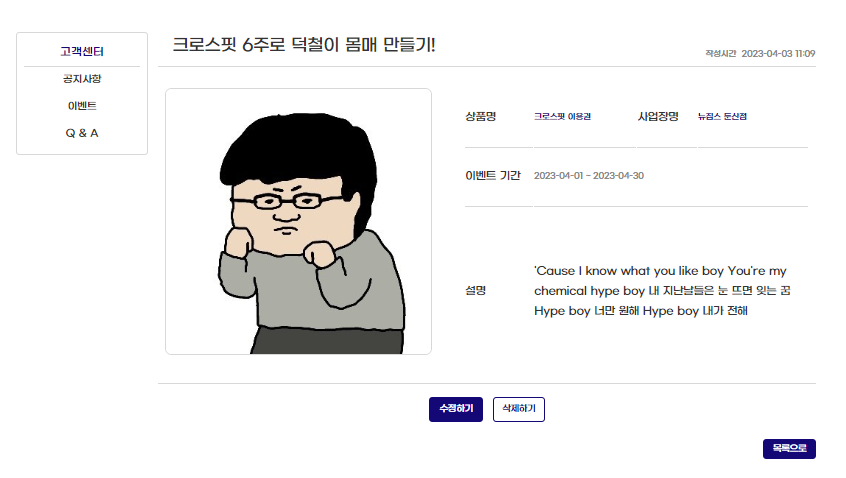 고객센터
공지사항
이벤트
Q & A
크로스핏 6주로 덕철이 몸매 만들기!
작성시간 2023-04-03 11:09
상품명 크로스핏 이용권 사업장명 뉴짐스 둔산점
이벤트 기간 2023-04-01 - 2023-04-30
설명
'Cause I know what you like boy You're my
chemical hype boy 내 지난날들은 눈 뜨면 잊는 꿈
Hype boy 너만 원해 Hype boy 내가 전해
수정하기 삭제하기
목록으로